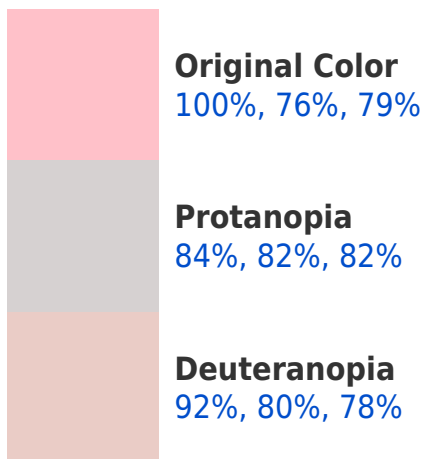 Original Color
100%, 76%, 79%
Protanopia
84%, 82%, 82%
Deuteranopia
92%, 80%, 78%